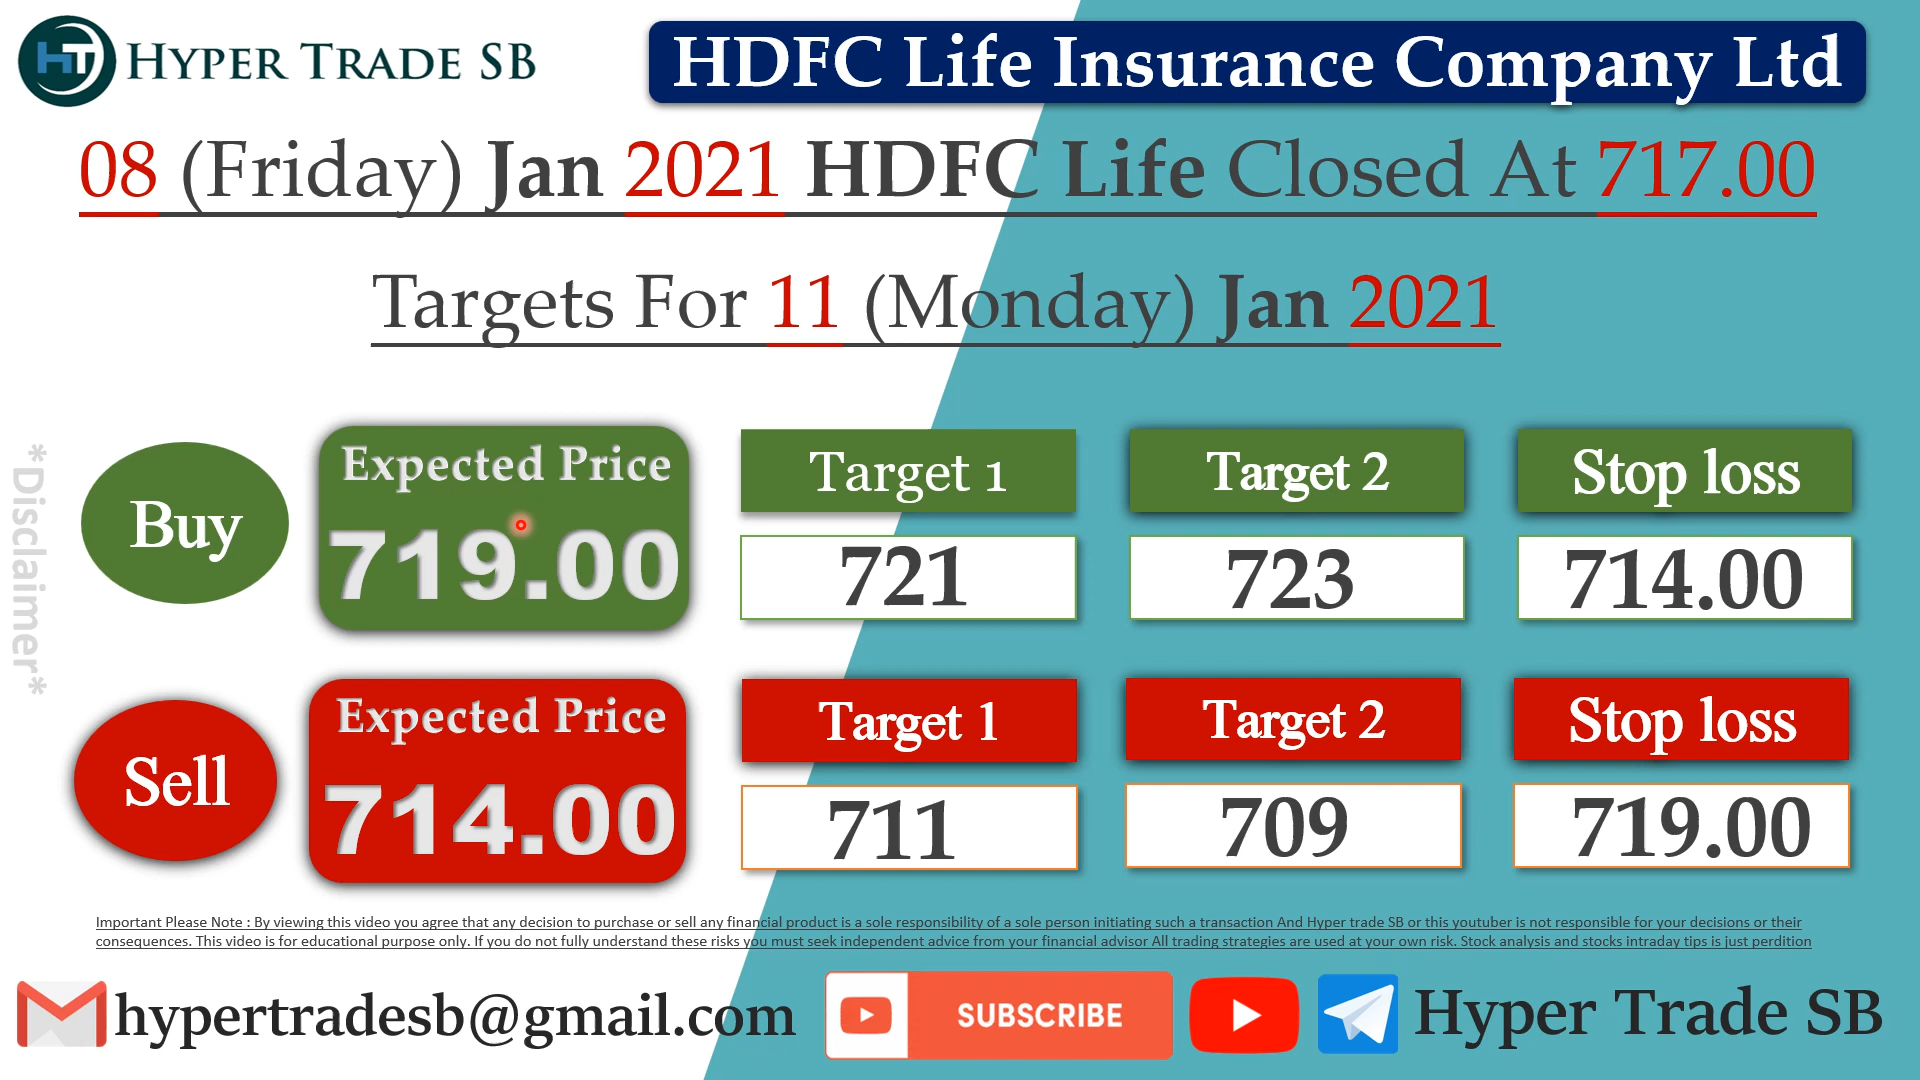 HT HYPER TRADE SB
HDFC Life Insurance Company Ltd
08 (Friday) Jan 2021 HDFC Life Closed At 717.00
Targets For 11 (Monday) Jan 2021
*Disclaimer*
Buy
Expected Price
719.00
Target 1
721
Target 2
723
Stop loss
714.00
Sell
Expected Price
714.00
Target 1
711
Target 2
709
Stop loss
719.00
Important Please Note : By viewing this video you agree that any decision to purchase or sell any financial product is a sole responsibility of a sole person initiating such a transaction And Hyper trade SB or this youtuber is not responsible for your decisions or their
consequences. This video is for educational purpose only. If you do not fully understand these risks you must seek independent advice from your financial advisor All trading strategies are used at your own risk. Stock analysis and stocks intraday tips is just perdition
hypertradesb@gmail.com
SUBSCRIBE
Hyper Trade SB